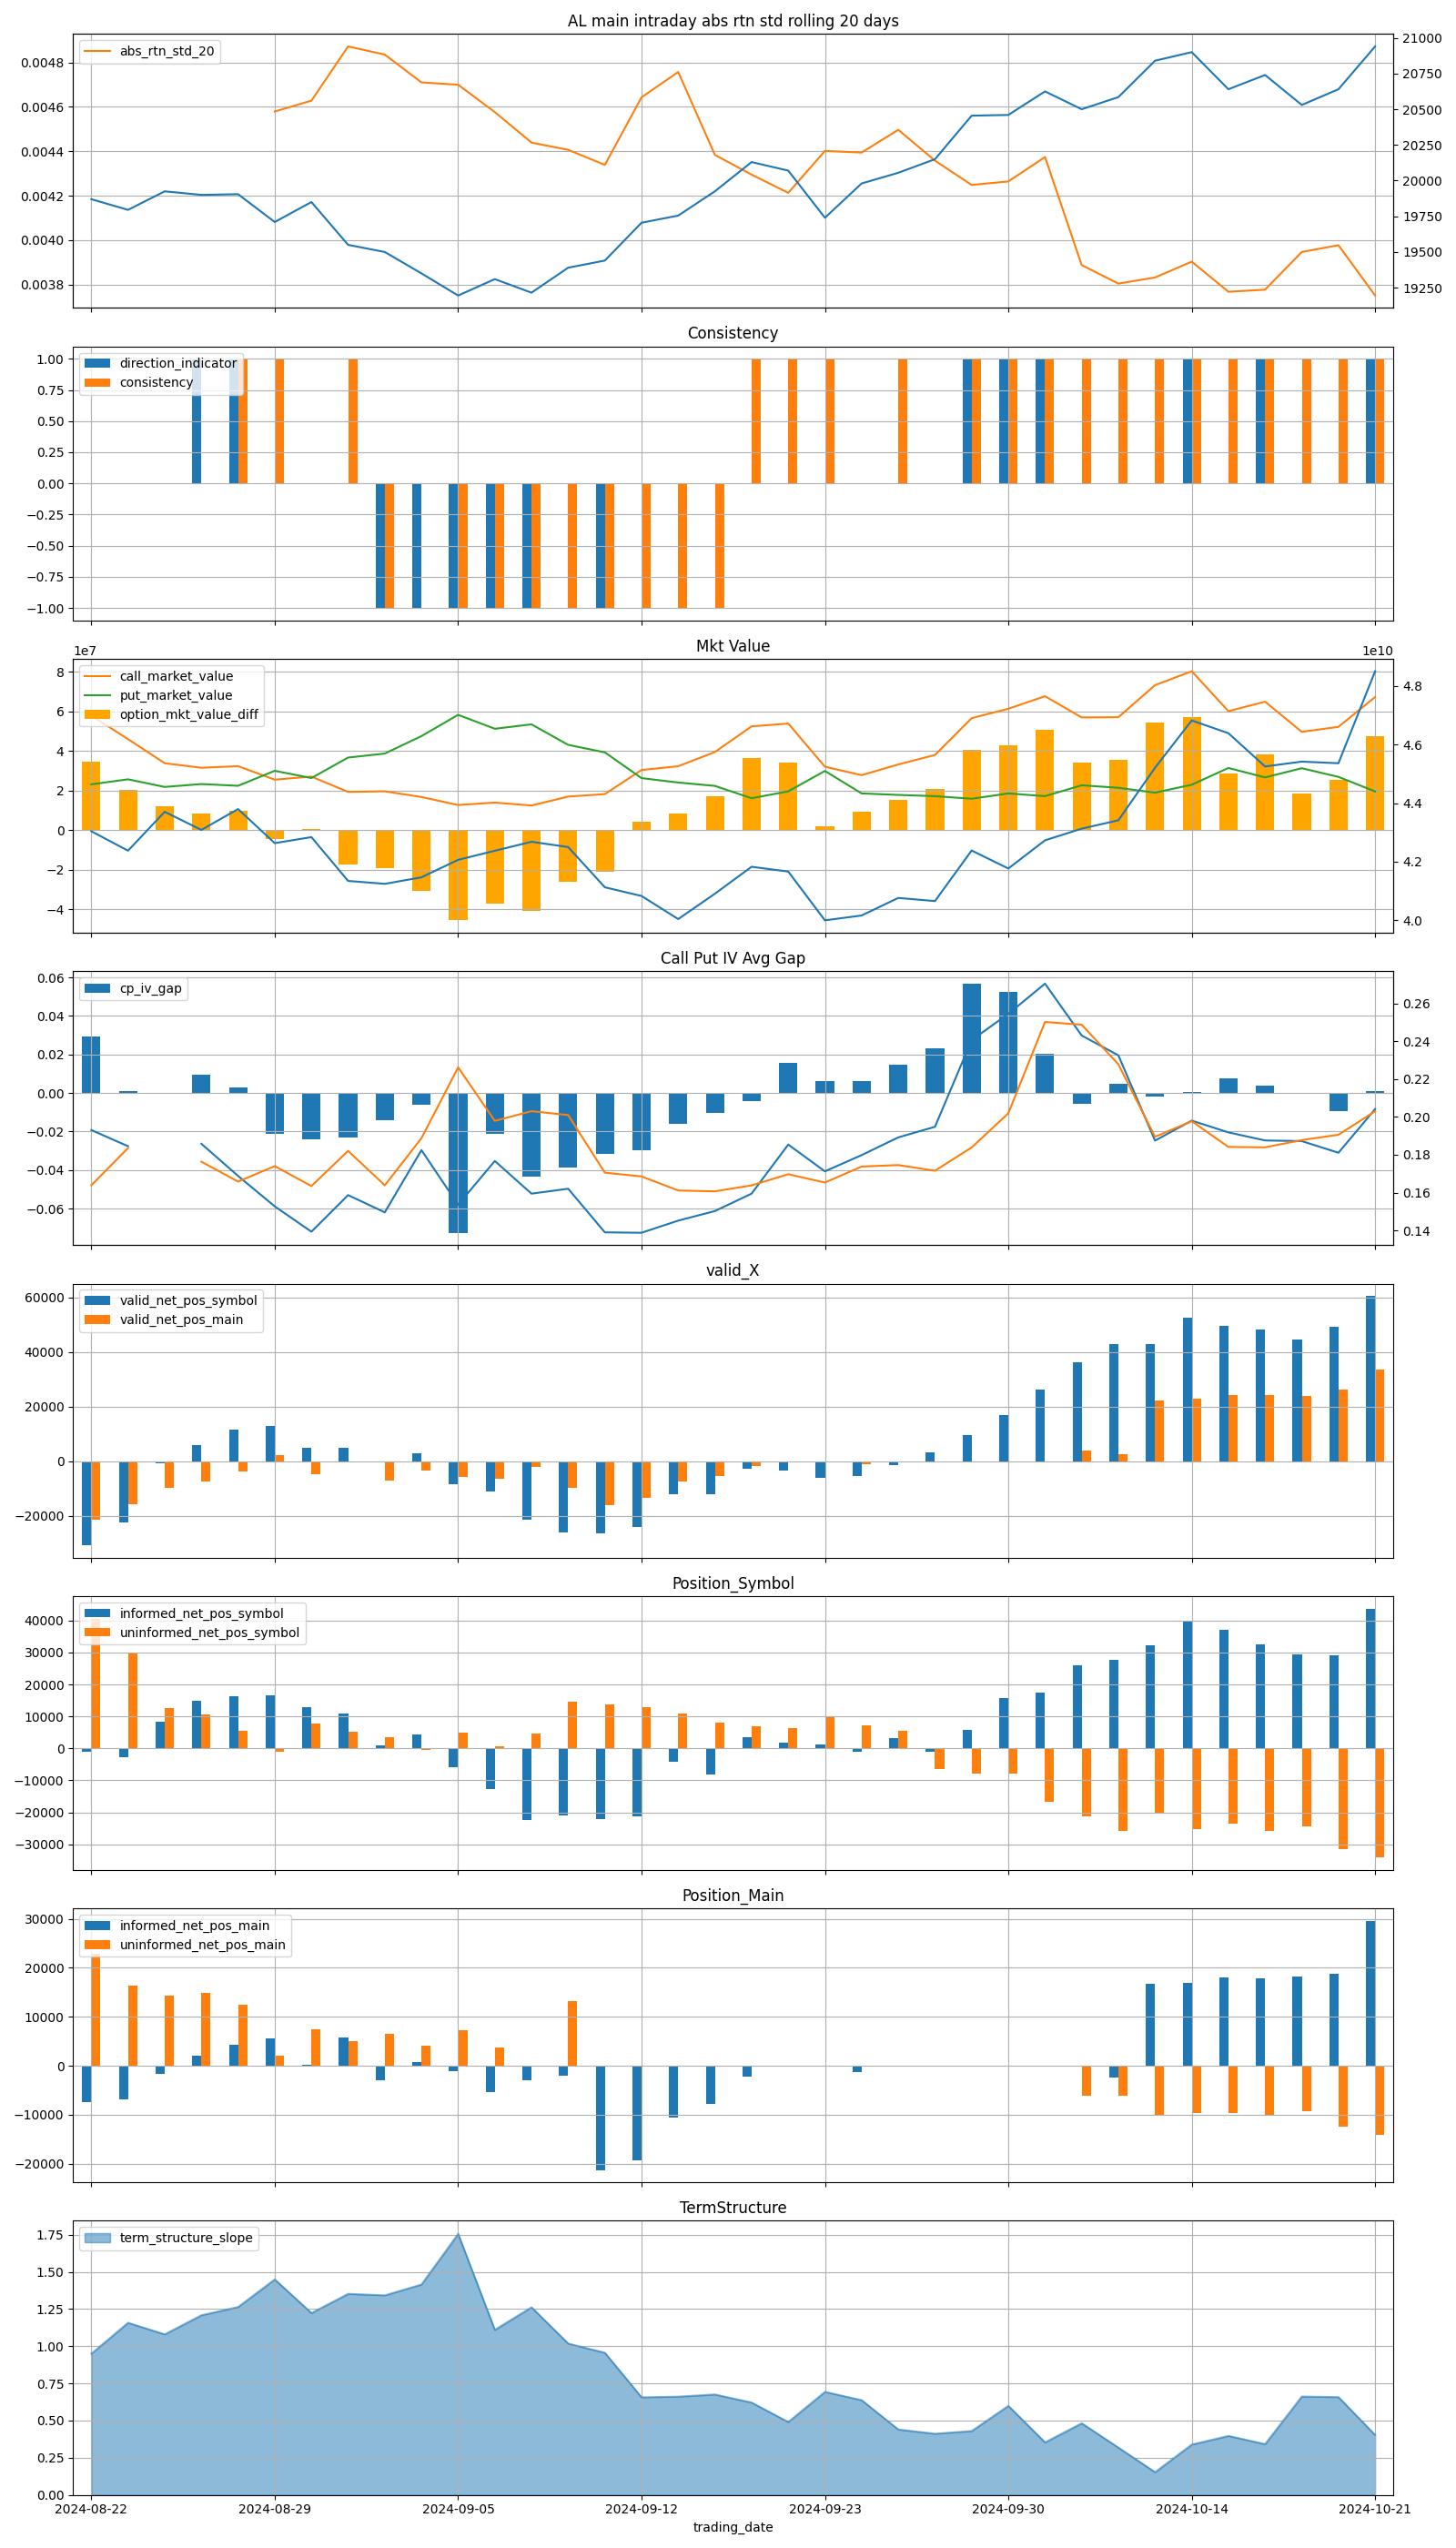 AL main intraday abs rtn std rolling 20 days
abs_rtn_std_20
0.0048
0.0046
0.0044
0.0042
0.0040
0.0038
21000
20750
20500
20250
20000
19750
19500
19250
Consistency
direction_indicator
consistency
1.00
0.75
0.50
0.25
0.00
−0.25
−0.50
−0.75
−1.00
Mkt Value
1e7
1e10
call_market_value
put_market_value
option_mkt_value_diff
8
6
4
2
0
−2
−4
4.8
4.6
4.4
4.2
4.0
Call Put IV Avg Gap
cp_iv_gap
0.06
0.04
0.02
0.00
−0.02
−0.04
−0.06
0.26
0.24
0.22
0.20
0.18
0.16
0.14
valid_X
valid_net_pos_symbol
valid_net_pos_main
60000
40000
20000
0
−20000
Position_Symbol
informed_net_pos_symbol
uninformed_net_pos_symbol
40000
30000
20000
10000
0
−10000
−20000
−30000
Position_Main
informed_net_pos_main
uninformed_net_pos_main
30000
20000
10000
0
−10000
−20000
TermStructure
term_structure_slope
1.75
1.50
1.25
1.00
0.75
0.50
0.25
0.00
2024-08-22 2024-08-29 2024-09-05 2024-09-12 2024-09-23 2024-09-30 2024-10-14 2024-10-21
trading_date